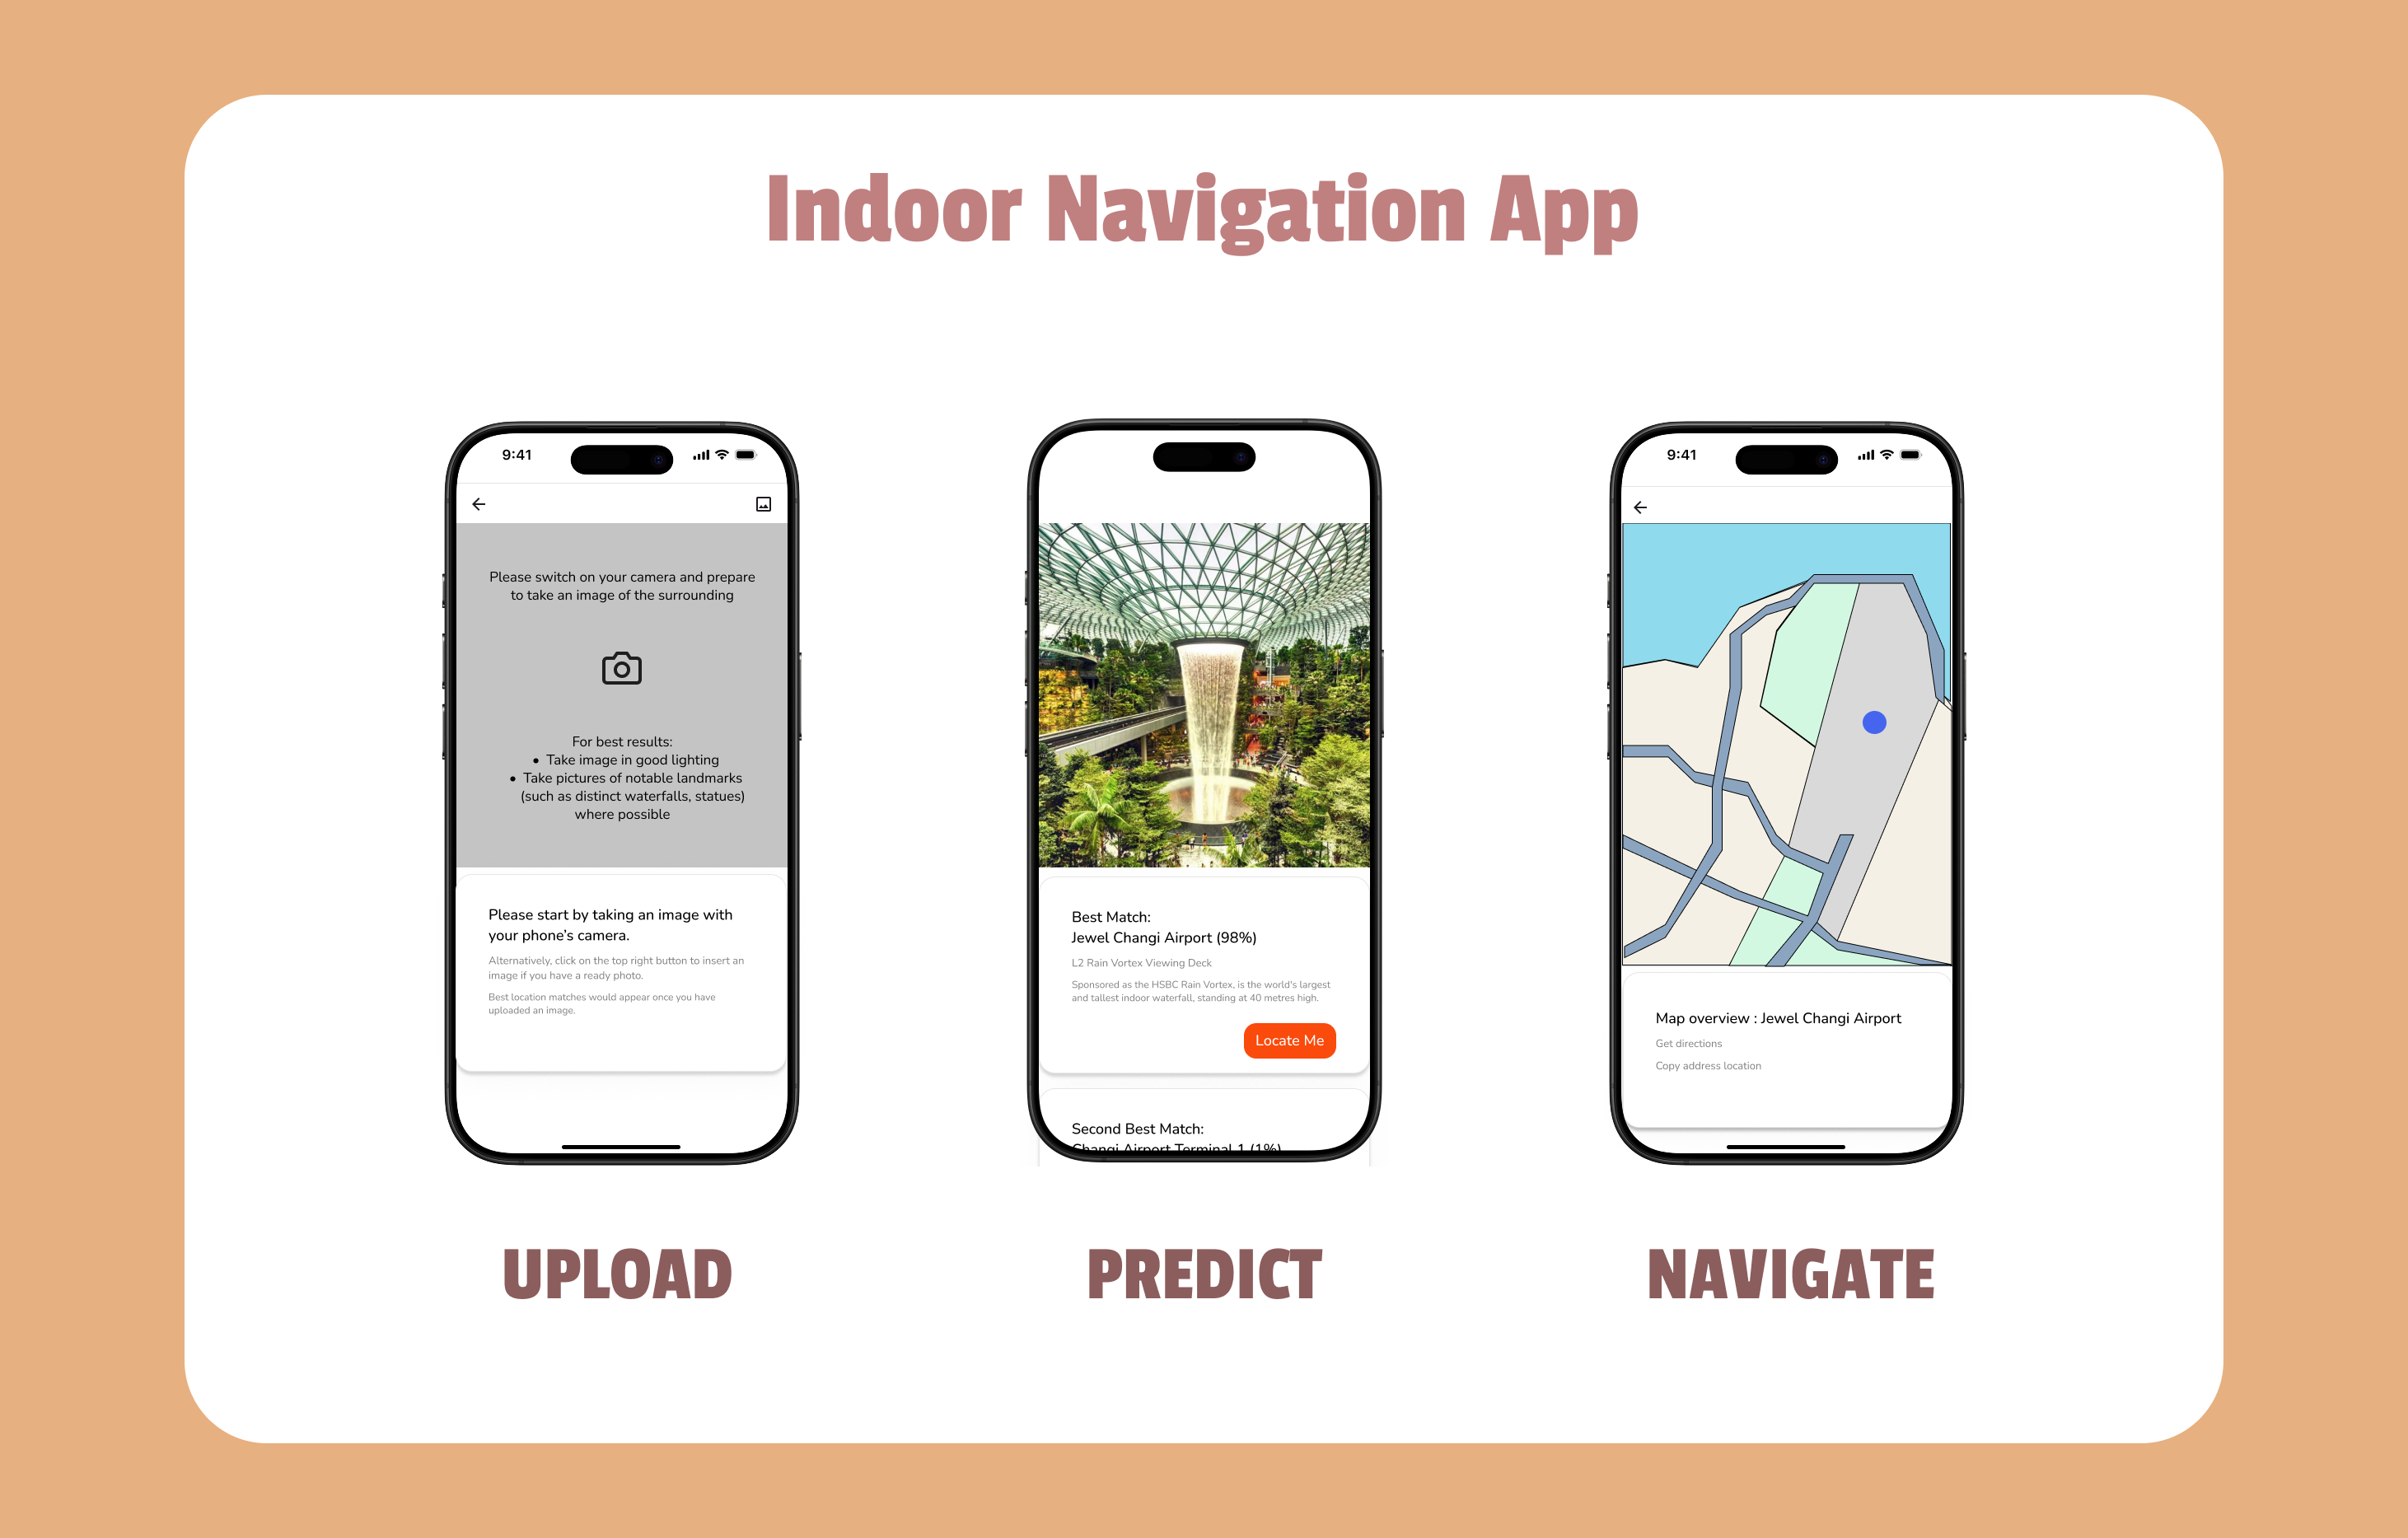 Indoor Navigation App
9:41
Please switch on your camera and prepare
to take an image of the surrounding
For best results:
• Take image in good lighting
• Take pictures of notable landmarks
(such as distinct waterfalls, statues)
where possible
Please start by taking an image with
your phone's camera.
Alternatively, click on the top right button to insert an
image if you have a ready photo.
Best location matches would appear once you have
uploaded an image.
UPLOAD
Best Match:
Jewel Changi Airport (98%)
L2 Rain Vortex Viewing Deck
Sponsored as the HSBC Rain Vortex, is the world's largest
and tallest indoor waterfall, standing at 40 metres high.
Locate Me
Second Best Match:
Changi Airport Terminal 1 (1%)
PREDICT
9:41
Map overview : Jewel Changi Airport
Get directions
Copy address location
NAVIGATE